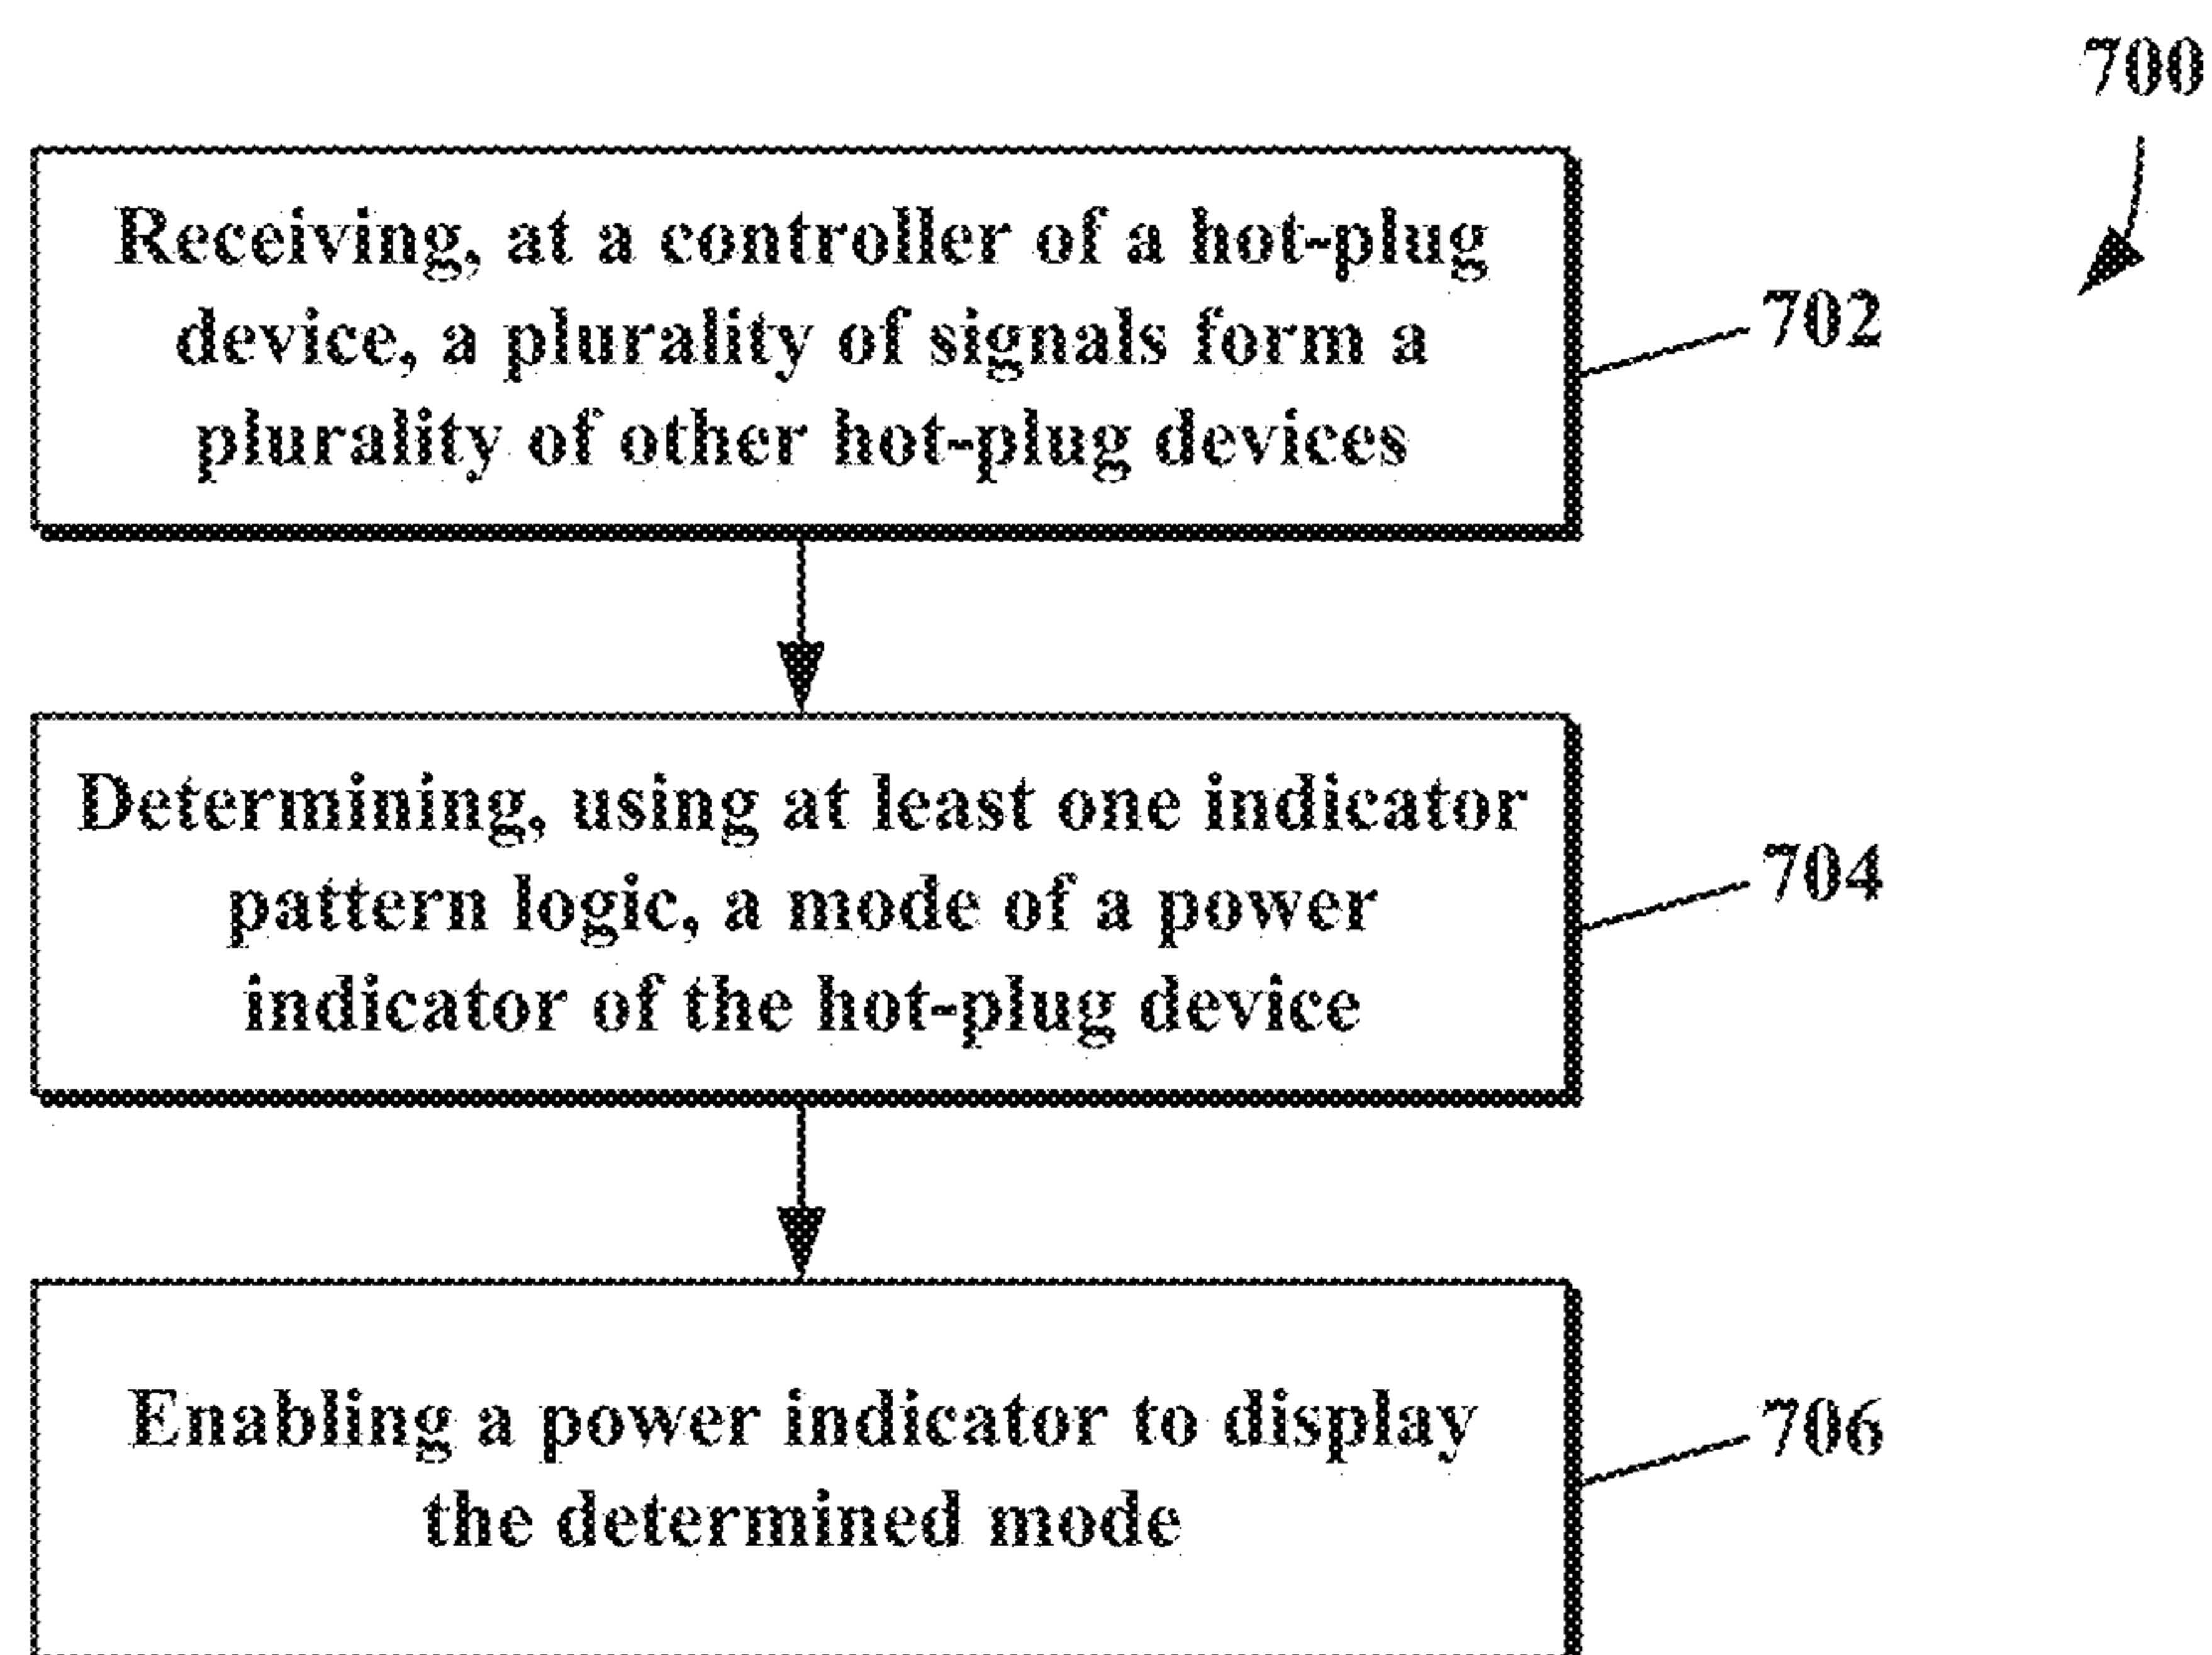 700
Receiving, at a controller of a hot-plug
device, a plurality of signals form a
plurality of other hot-plug devices
702
Determining, using at least one indicator
pattern logic, a mode of a power
indicator of the hot-plug device
704
Enabling a power indicator to display
the determined mode
706